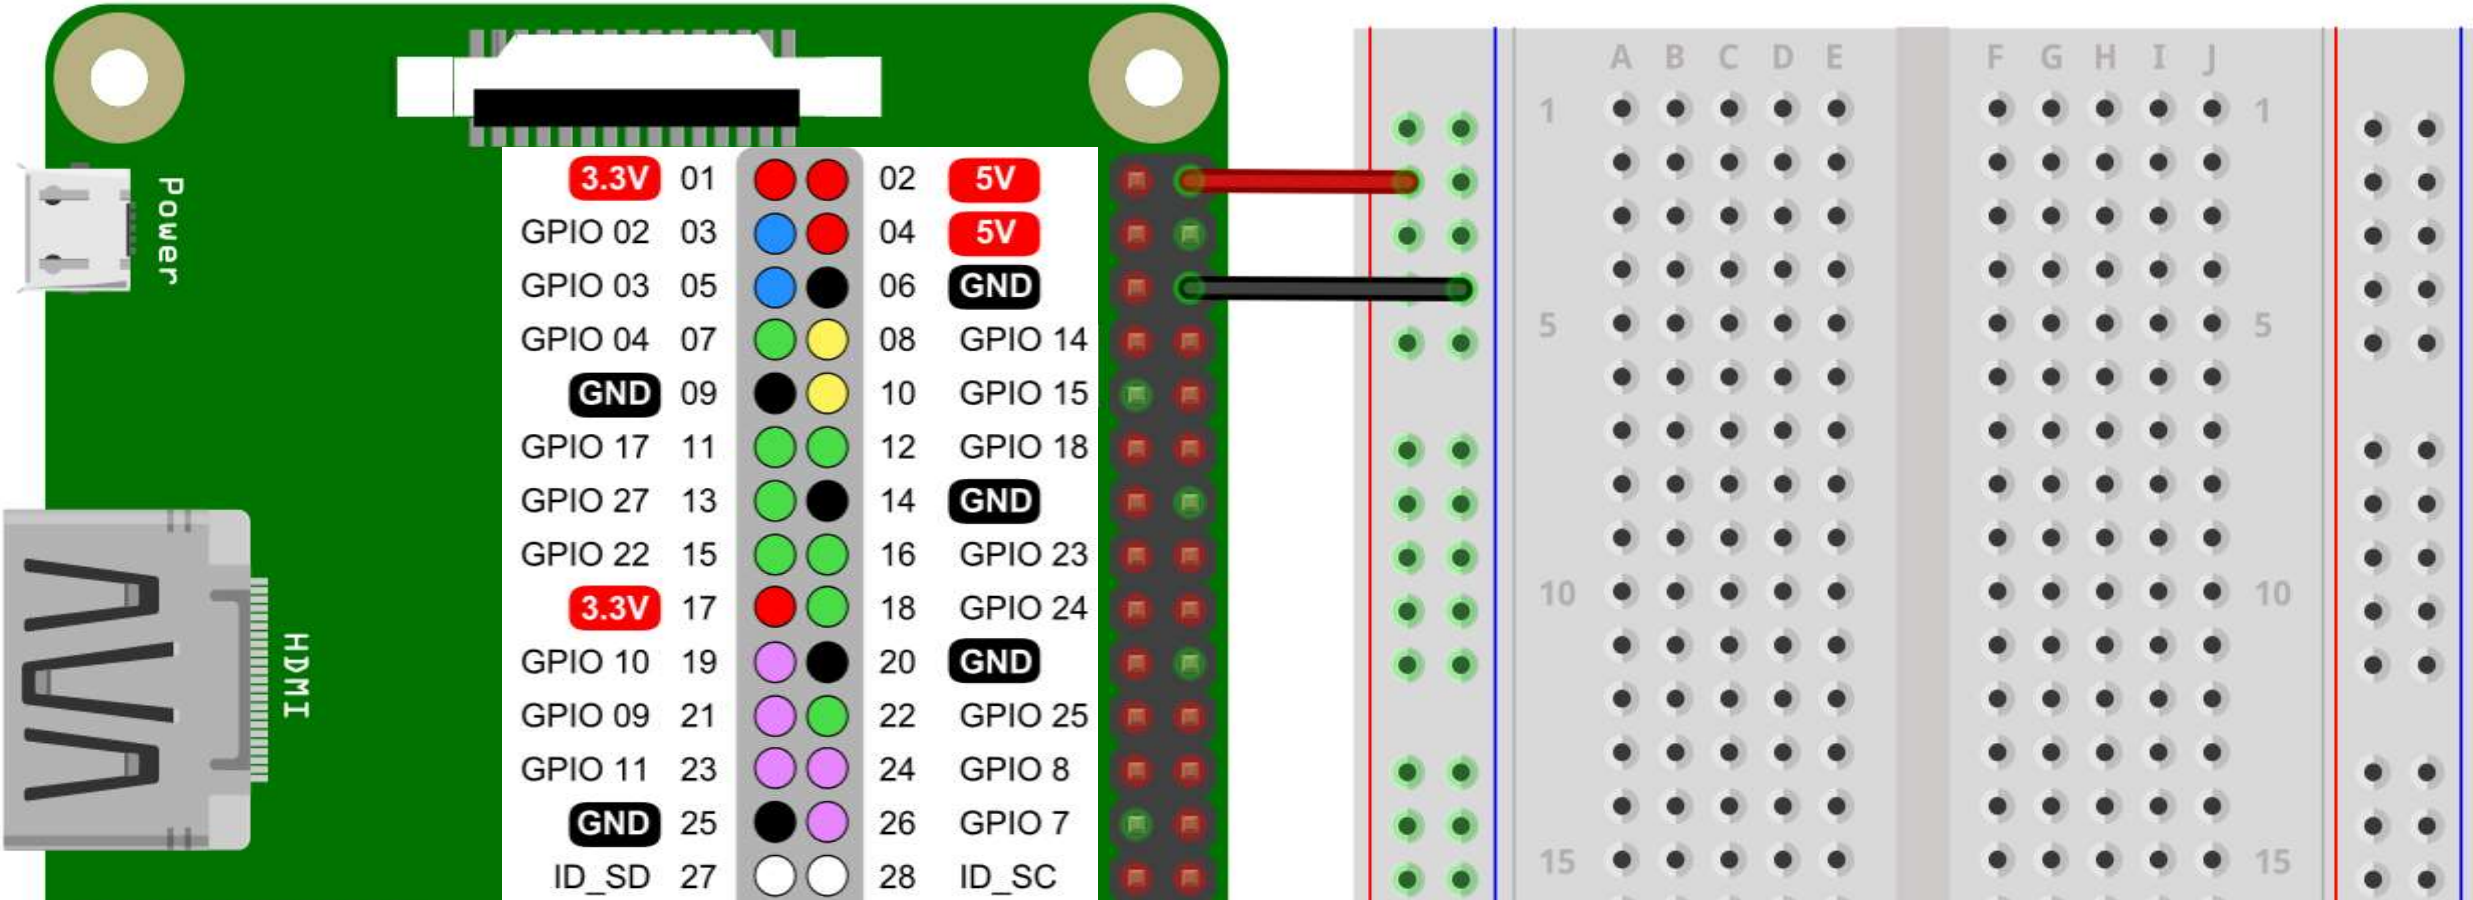 A B C D E F G H I J
1 1
3.3V 01 02 5V
GPIO 02 03 04 5V
GPIO 03 05 06 GND
GPIO 04 07 08 GPIO 14
GND 09 10 GPIO 15
GPIO 17 11 12 GPIO 18
GPIO 27 13 14 GND
GPIO 22 15 16 GPIO 23
3.3V 17 18 GPIO 24
GPIO 10 19 20 GND
GPIO 09 21 22 GPIO 25
GPIO 11 23 24 GPIO 8
GND 25 26 GPIO 7
ID_SD 27 28 ID_SC
Power
HDMI
5 5
10 10
15 15